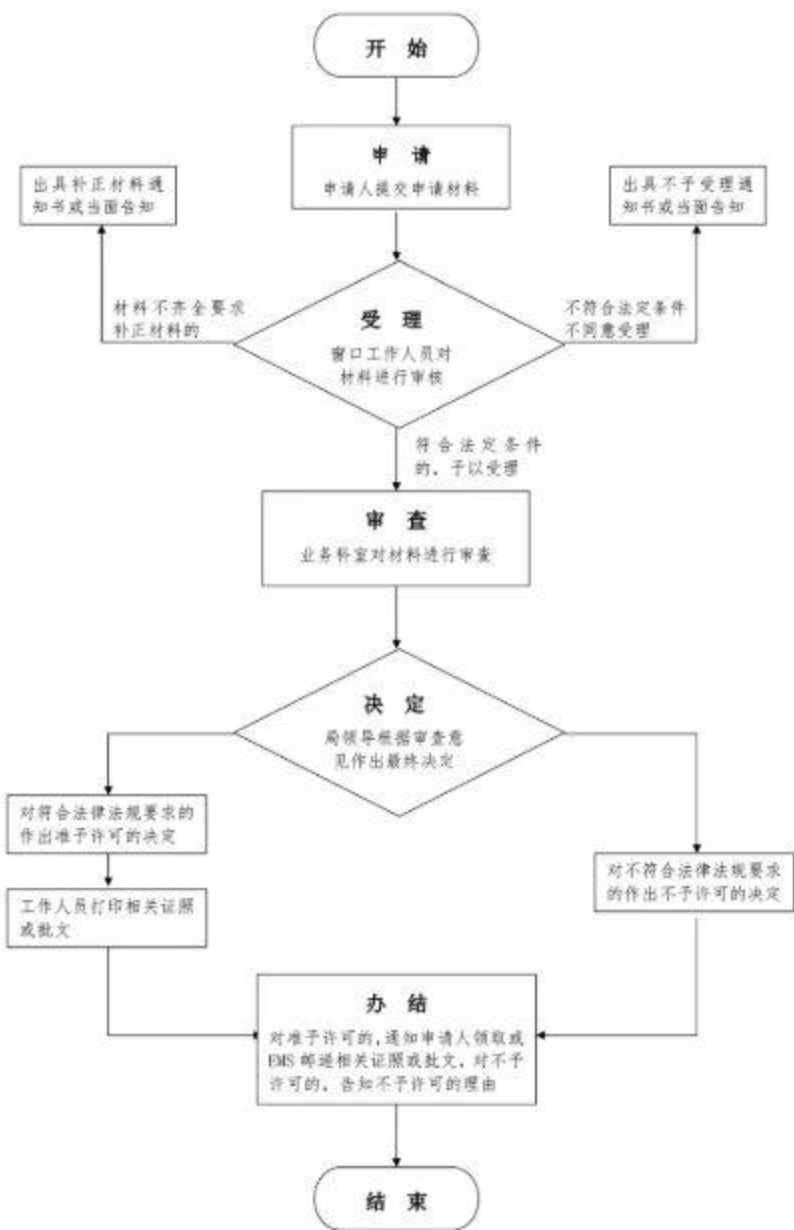 开 始
申 请
申请人提交申请材料
出具补正材料通
知书或当面告知
出具不予受理通
知书或当面告知
材料不齐全要求
补正材料的
不符合法定条件
不同意受理
受 理
窗口工作人员对
材料进行审核
符合法定条件
的，予以受理
审 查
业务科室对材料进行审查
决 定
局领导根据审查意
见作出最终决定
对符合法律法规要求的
作出准予许可的决定
工作人员打印相关证照
或批文
对不符合法律法规要求
的作出不予许可的决定
办 结
对准予许可的，通知申请人领取或
EMS 邮递相关证照或批文，对不予
许可的，告知不予许可的理由
结 束